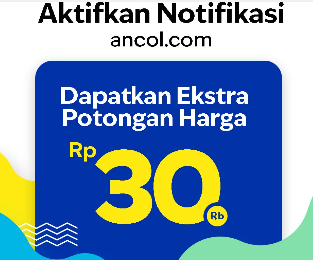 Aktifkan Notifikasi
ancol.com
Dapatkan Ekstra
Potongan Harga
Rp
30
Rb